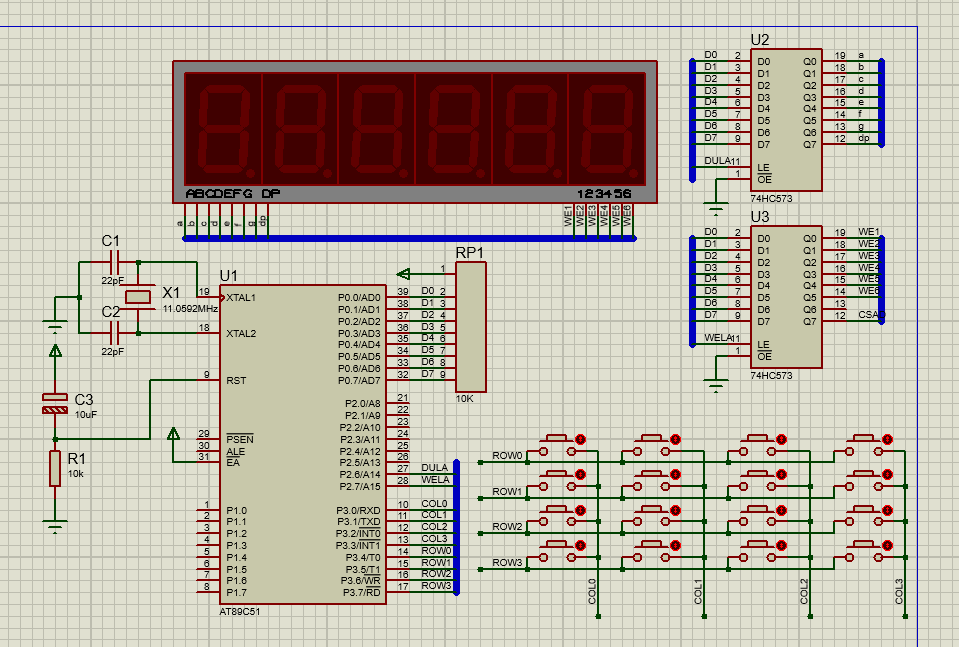 ABCDEFG DP
123456
a
b
c
d
e
f
g
dp
WE1
WE2
WE3
WE4
WE5
WE6
U2
D0 2 D0 Q0 19 a
D1 3 D1 Q1 18 b
D2 4 D2 Q2 17 c
D3 5 D3 Q3 16 d
D4 6 D4 Q4 15 e
D5 7 D5 Q5 14 f
D6 8 D6 Q6 13 g
D7 9 D7 Q7 12 dp
DULA 11 LE
1 OE
74HC573
U3
D0 2 D0 Q0 19 WE1
D1 3 D1 Q1 18 WE2
D2 4 D2 Q2 17 WE3
D3 5 D3 Q3 16 WE4
D4 6 D4 Q4 15 WE5
D5 7 D5 Q5 14 WE6
D6 8 D6 Q6 13
D7 9 D7 Q7 12
WELA 11 LE
1 OE
74HC573
C1
22pF
X1
11.0592MHz
C2
22pF
C3
10uF
R1
10k
U1
19 XTAL1
18 XTAL2
9 RST
29 PSEN
30 ALE
31 EA
1 P1.0
2 P1.1
3 P1.2
4 P1.3
5 P1.4
6 P1.5
7 P1.6
8 P1.7
P0.0/AD0 39 D0 2
P0.1/AD1 38 D1 3
P0.2/AD2 37 D2 4
P0.3/AD3 36 D3 5
P0.4/AD4 35 D4 6
P0.5/AD5 34 D5 7
P0.6/AD6 33 D6 8
P0.7/AD7 32 D7 9
P2.0/A8 21
P2.1/A9 22
P2.2/A10 23
P2.3/A11 24
P2.4/A12 25
P2.5/A13 26
P2.6/A14 27 DULA
P2.7/A15 28 WELA
P3.0/RXD 10 COL0
P3.1/TXD 11 COL1
P3.2/INT0 12 COL2
P3.3/INT1 13 COL3
P3.4/T0 14 ROW0
P3.5/T1 15 ROW1
P3.6/WR 16 ROW2
P3.7/RD 17 ROW3
AT89C51
RP1
1
10K
ROW0
ROW1
ROW2
ROW3
COL0
COL1
COL2
COL3